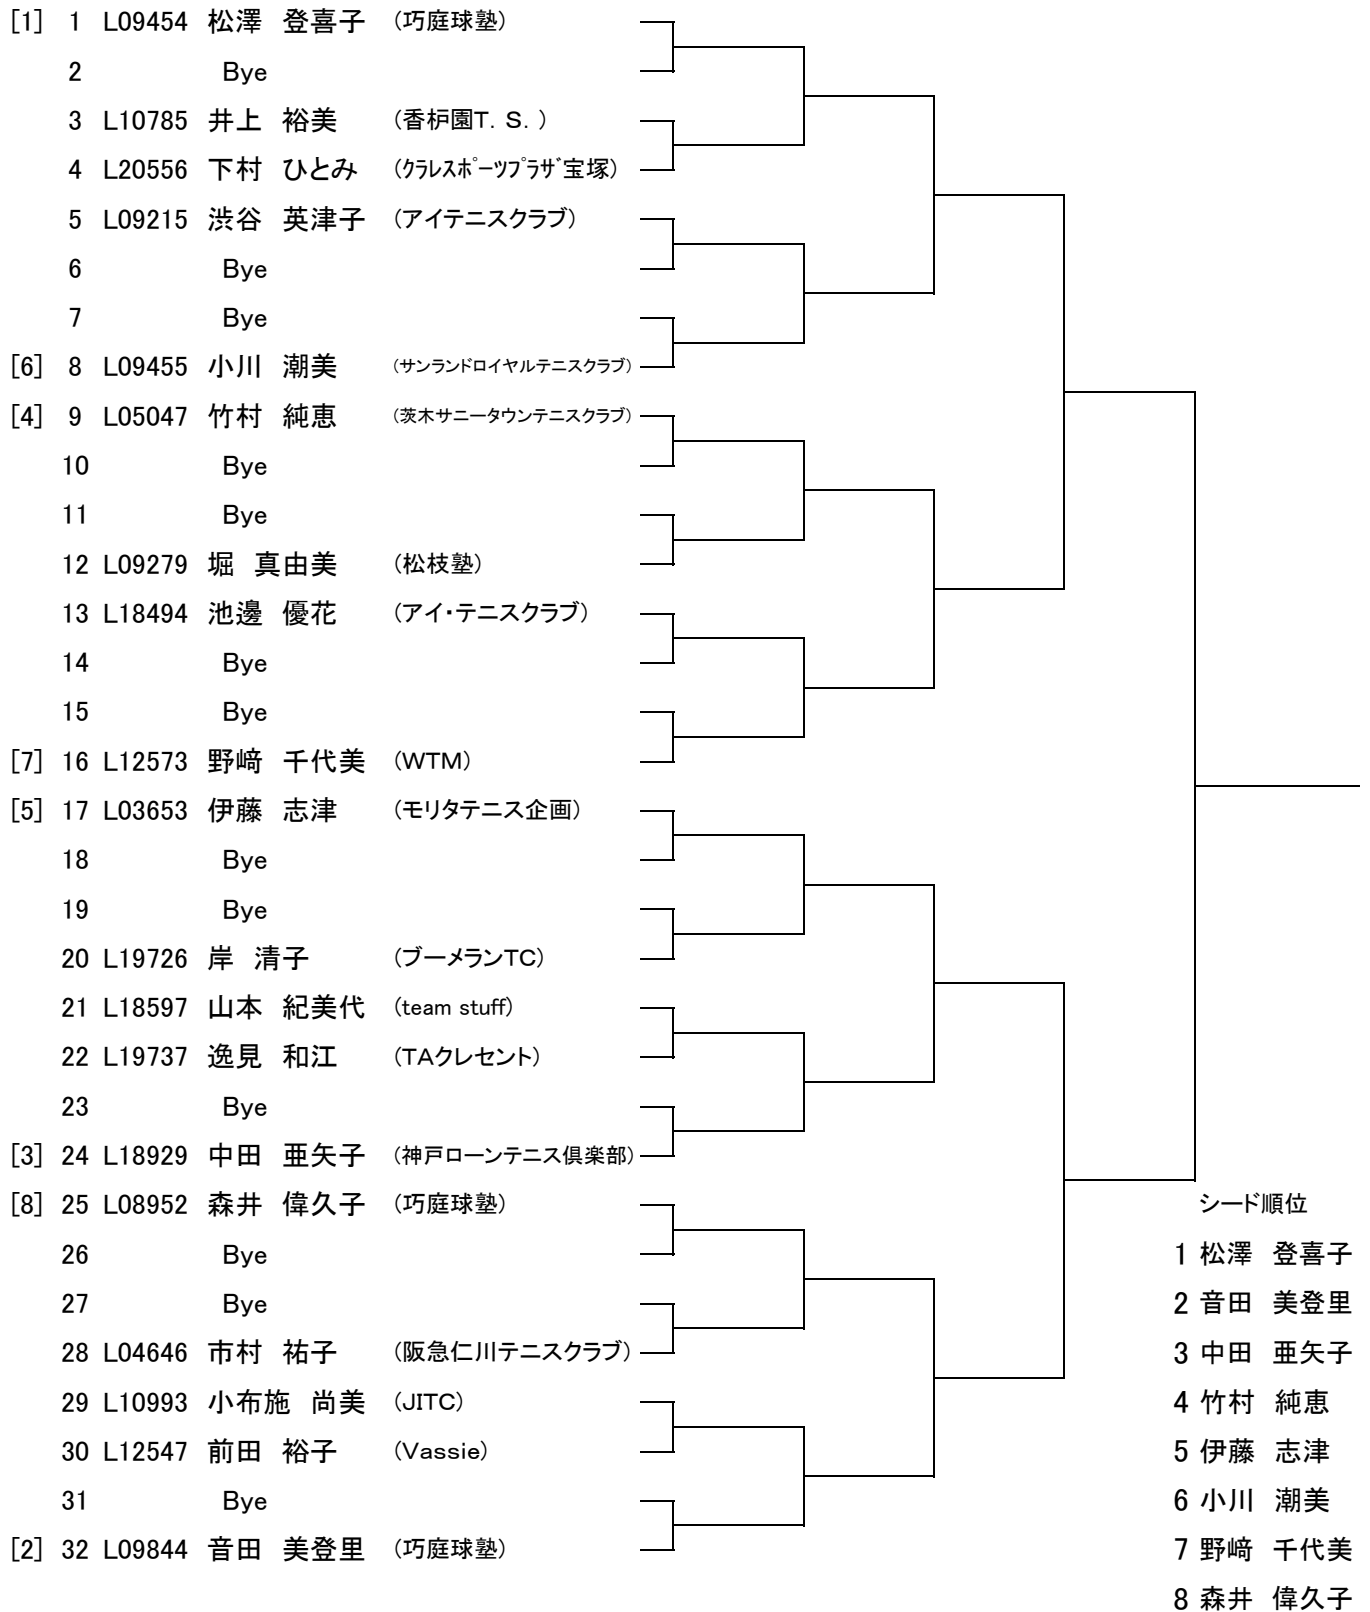 [1] 1 L09454 松澤 登喜子 (巧庭球塾)
2 Bye
3 L10785 井上 裕美 (香枦園T. S. )
4 L20556 下村 ひとみ (ｸﾗﾚｽﾎﾟｰﾂﾌﾟﾗｻﾞ宝塚)
5 L09215 渋谷 英津子 (アイテニスクラブ)
6 Bye
7 Bye
[6] 8 L09455 小川 潮美 (サンランドロイヤルテニスクラブ)
[4] 9 L05047 竹村 純恵 (茨木サニータウンテニスクラブ)
10 Bye
11 Bye
12 L09279 堀 真由美 (松枝塾)
13 L18494 池邊 優花 (アイ・テニスクラブ)
14 Bye
15 Bye
[7] 16 L12573 野﨑 千代美 (WTM)
[5] 17 L03653 伊藤 志津 (モリタテニス企画)
18 Bye
19 Bye
20 L19726 岸 清子 (ブーメランTC)
21 L18597 山本 紀美代 (team stuff)
22 L19737 逸見 和江 (TAクレセント)
23 Bye
[3] 24 L18929 中田 亜矢子 (神戸ローンテニス倶楽部)
[8] 25 L08952 森井 偉久子 (巧庭球塾)
26 Bye
27 Bye
28 L04646 市村 祐子 (阪急仁川テニスクラブ)
29 L10993 小布施 尚美 (JITC)
30 L12547 前田 裕子 (Vassie)
31 Bye
[2] 32 L09844 音田 美登里 (巧庭球塾)
シード順位
1 松澤 登喜子
2 音田 美登里
3 中田 亜矢子
4 竹村 純恵
5 伊藤 志津
6 小川 潮美
7 野﨑 千代美
8 森井 偉久子